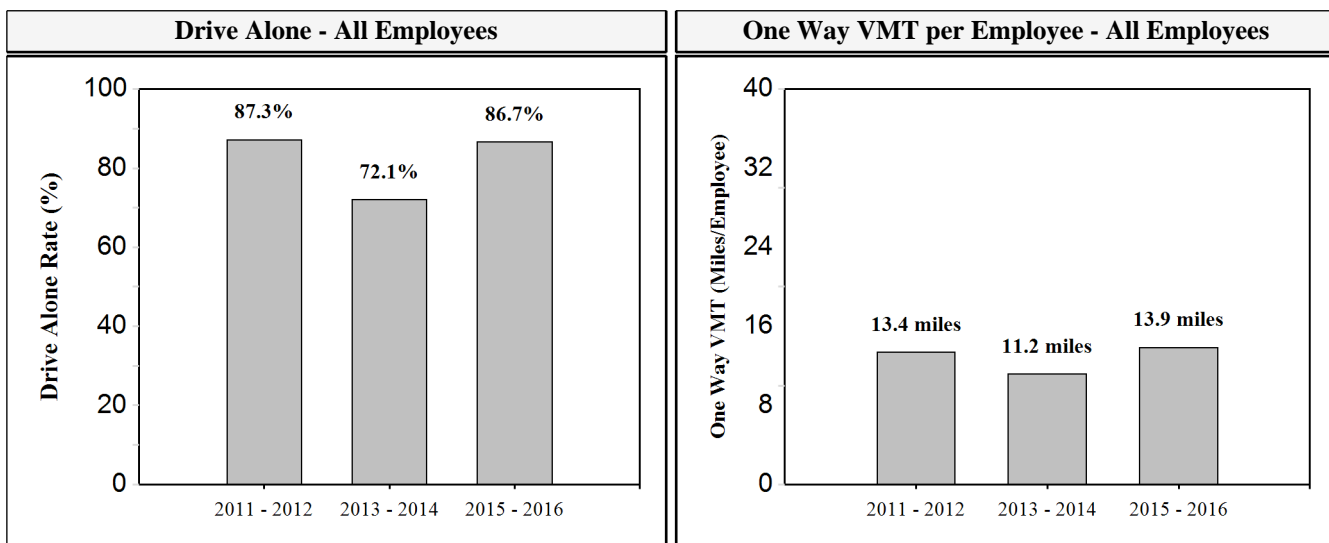 Drive Alone - All Employees
Drive Alone Rate (%)
100
80
60
40
20
0
87.3%
72.1%
86.7%
2011 - 2012
2013 - 2014
2015 - 2016
One Way VMT per Employee - All Employees
One Way VMT (Miles/Employee)
40
32
24
16
8
0
13.4 miles
11.2 miles
13.9 miles
2011 - 2012
2013 - 2014
2015 - 2016